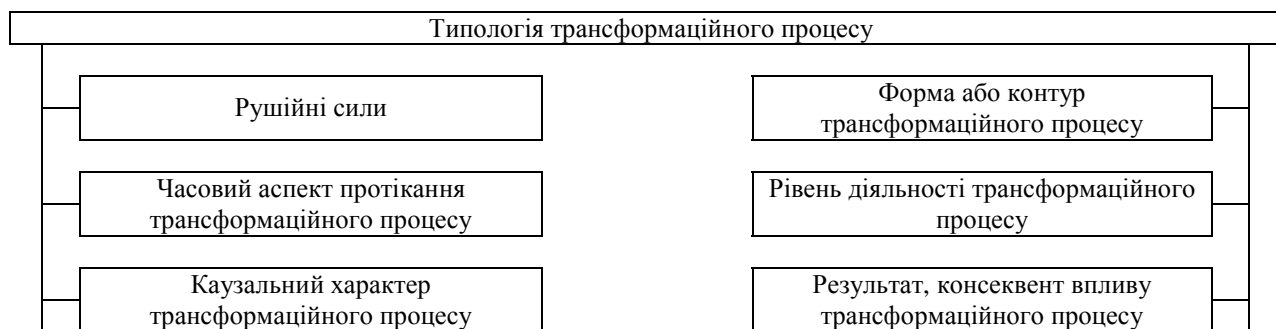 Типологія трансформаційного процесу
Рушійні сили
Форма або контур
трансформаційного процесу
Часовий аспект протікання
трансформаційного процесу
Рівень діяльності трансформаційного
процесу
Каузальний характер
трансформаційного процесу
Результат, консеквент впливу
трансформаційного процесу